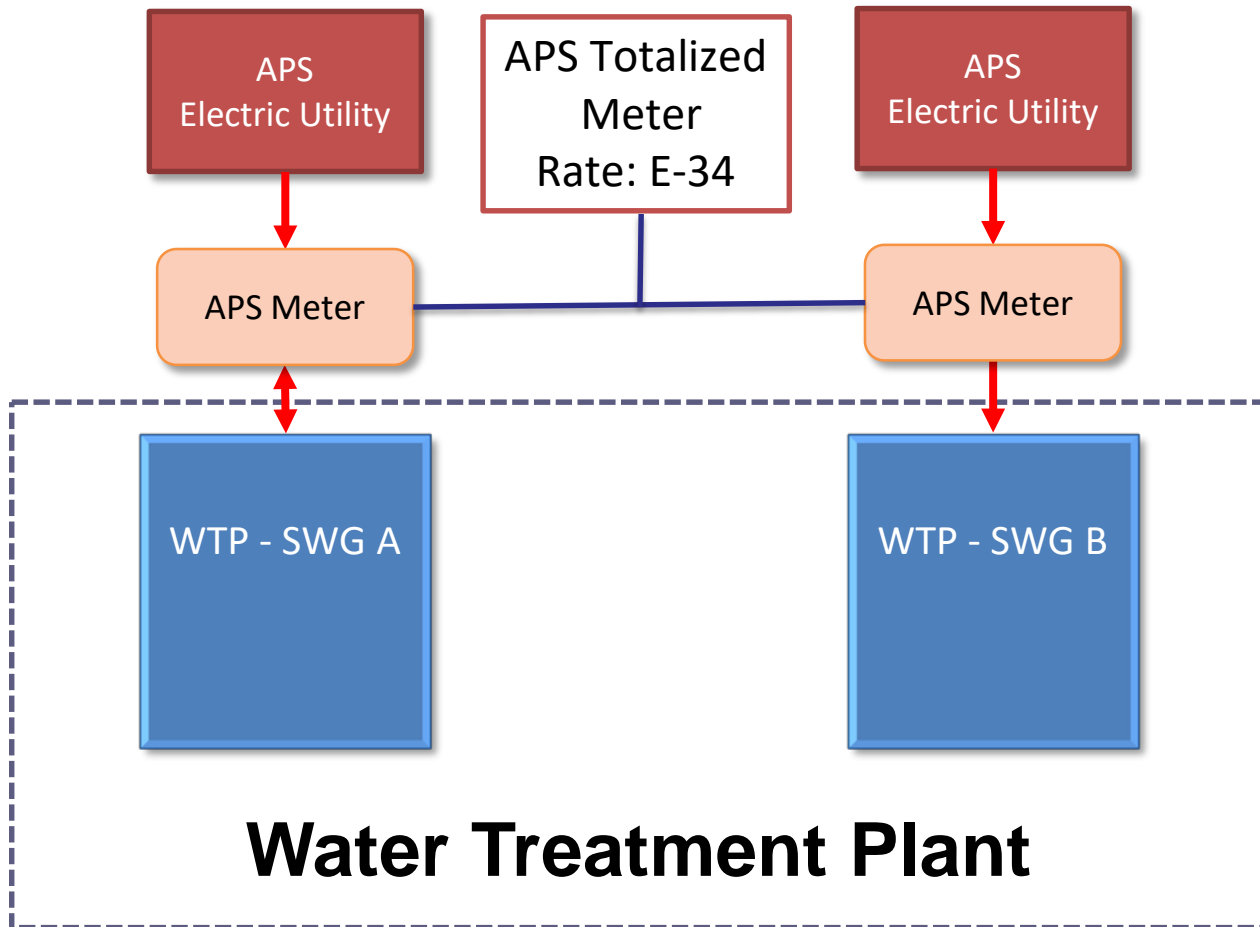 APS
Electric Utility
APS Totalized
Meter
Rate: E-34
APS
Electric Utility
APS Meter
APS Meter
WTP - SWG A
WTP - SWG B
Water Treatment Plant